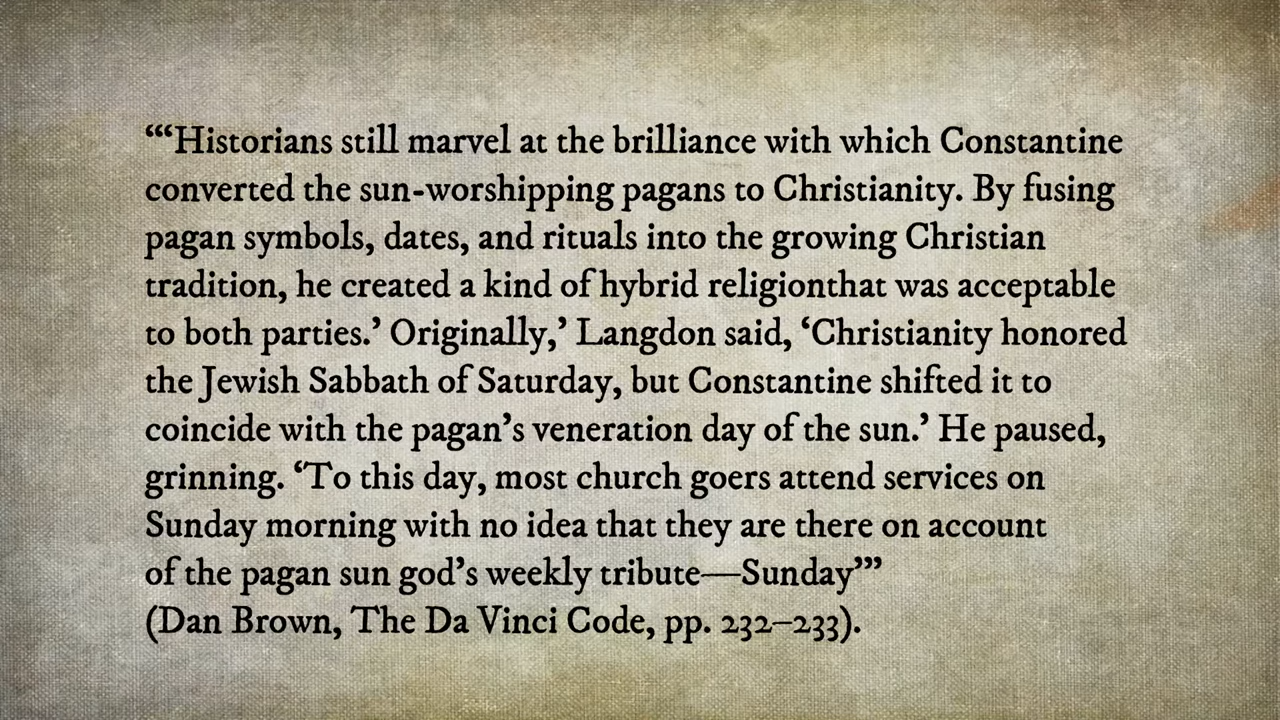 “‘Historians still marvel at the brilliance with which Constantine
converted the sun-worshipping pagans to Christianity. By fusing
pagan symbols, dates, and rituals into the growing Christian
tradition, he created a kind of hybrid religionthat was acceptable
to both parties.’ Originally,’ Langdon said, ‘Christianity honored
the Jewish Sabbath of Saturday, but Constantine shifted it to
coincide with the pagan’s veneration day of the sun.’ He paused,
grinning. ‘To this day, most church goers attend services on
Sunday morning with no idea that they are there on account
of the pagan sun god’s weekly tribute—Sunday’”
(Dan Brown, The Da Vinci Code, pp. 232–233).